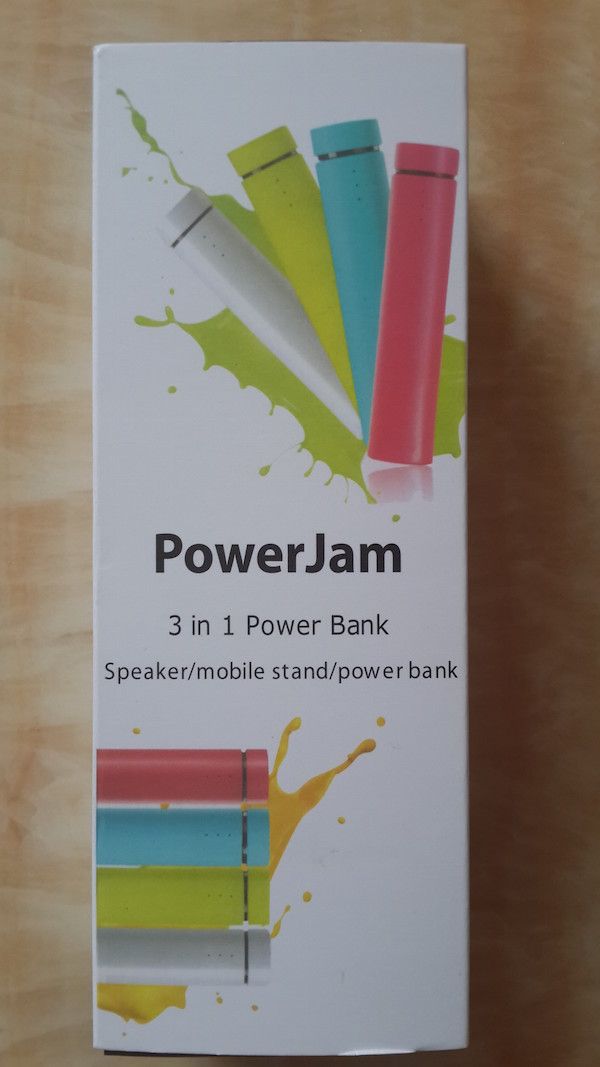 PowerJam
3 in 1 Power Bank
Speaker/mobile stand/power bank